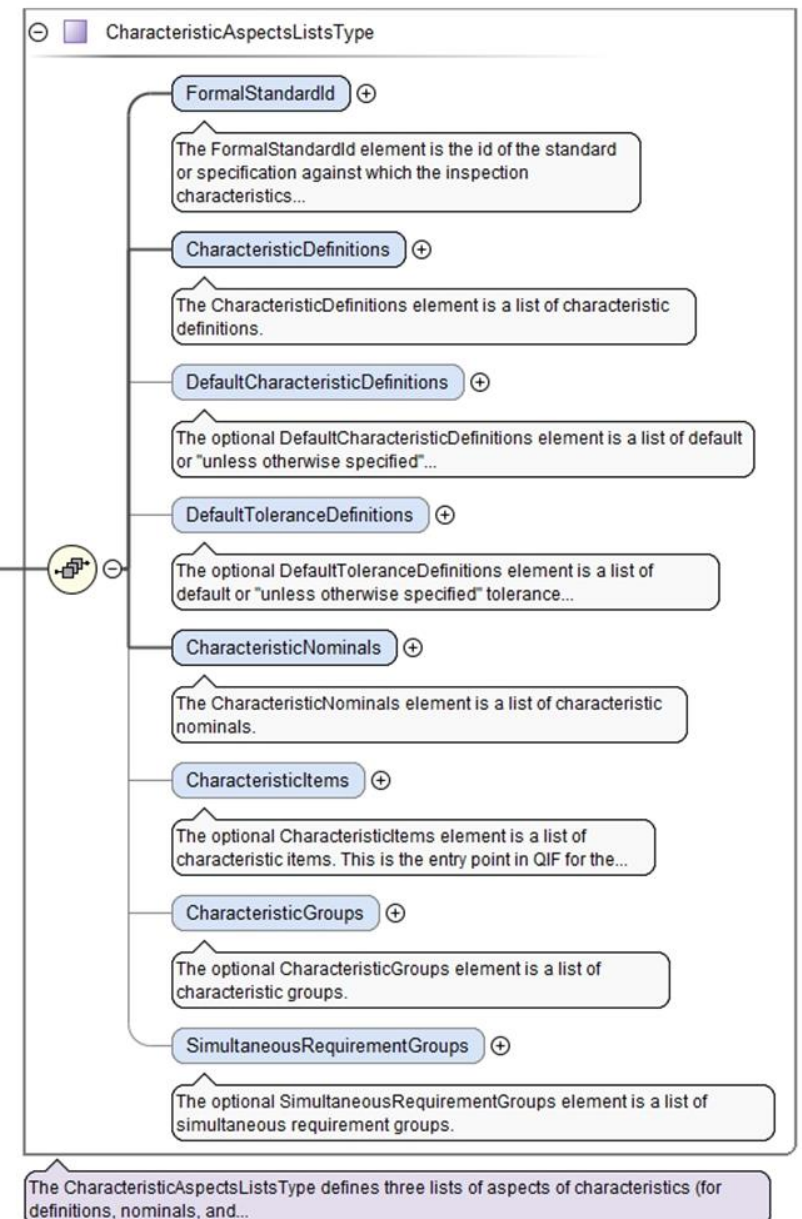 CharacteristicAspectsListsType
FormalStandardId
The FormalStandardId element is the id of the standard
or specification against which the inspection
characteristics...
CharacteristicDefinitions
The CharacteristicDefinitions element is a list of characteristic
definitions.
DefaultCharacteristicDefinitions
The optional DefaultCharacteristicDefinitions element is a list of default
or "unless otherwise specified"...
DefaultToleranceDefinitions
The optional DefaultToleranceDefinitions element is a list of
default or "unless otherwise specified" tolerance...
CharacteristicNominals
The CharacteristicNominals element is a list of characteristic
nominals.
CharacteristicItems
The optional CharacteristicItems element is a list of
characteristic items. This is the entry point in QIF for the...
CharacteristicGroups
The optional CharacteristicGroups element is a list of
characteristic groups.
SimultaneousRequirementGroups
The optional SimultaneousRequirementGroups element is a list of
simultaneous requirement groups.
The CharacteristicAspectsListsType defines three lists of aspects of characteristics (for
definitions, nominals, and...